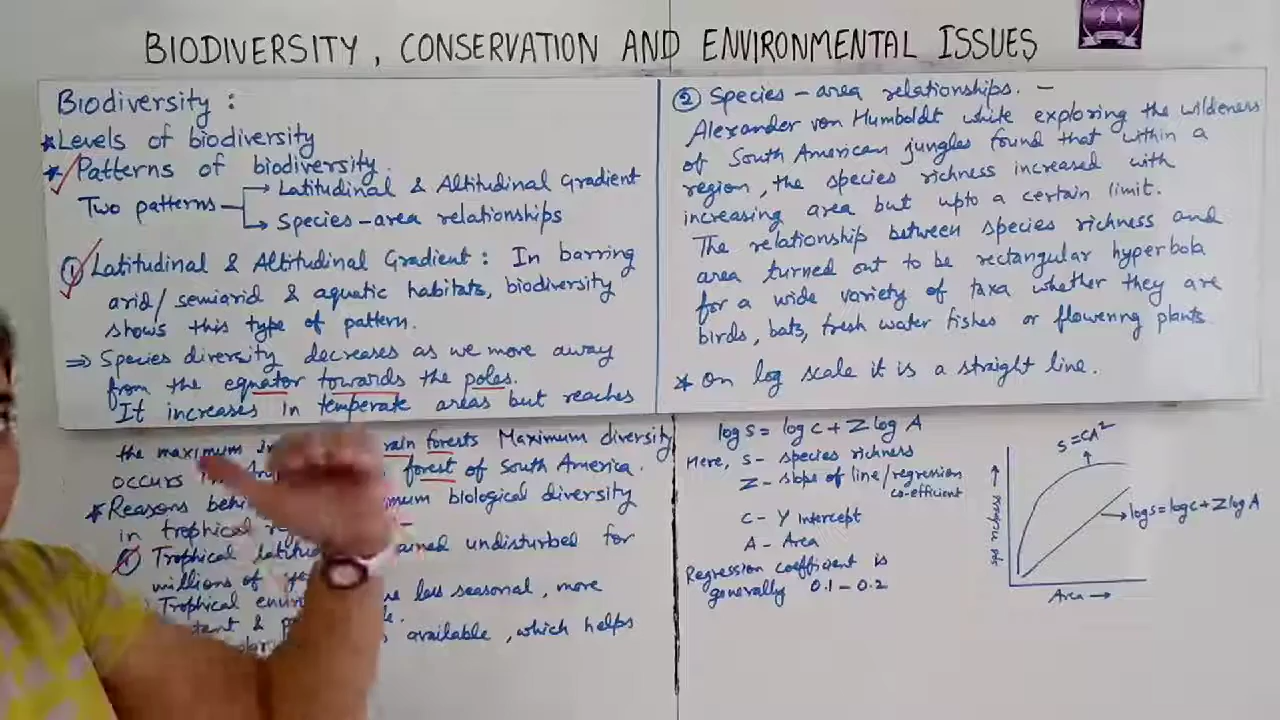 BIODIVERSITY, CONSERVATION AND ENVIRONMENTAL ISSUES
Biodiversity :
*Levels of biodiversity
* Patterns of biodiversity.
Two patterns → Latitudinal & Altitudinal Gradient
→ Species-area relationships
① Latitudinal & Altitudinal Gradient : In barring
arid/semiarid & aquatic habitats, biodiversity
shows this type of pattern.
⇒ Species diversity decreases as we move away
from the equator towards the poles.
It increases in temperate areas but reaches
the maximum in rain forests Maximum diversity
occurs forest of South America.
* Reasons biological diversity
in trophical
Trophical undisturbed for
millions of
Trophical less seasonal, more
available, which helps
② Species-area relationships. -
Alexander von Humboldt while exploring the wildeness
of South American jungles found that within a
region, the species richness increased with
increasing area but upto a certain limit.
The relationship between species richness and
area turned out to be rectangular hyperbola
for a wide variety of taxa whether they are
birds, bats, fresh water fishes or flowering plants.
* On log scale it is a straight line.
log S = log C + Z log A
Here, S - species richness
Z - slope of line/regression
co-efficient
C - Y intercept
A - Area
Regression coefficient is
generally 0.1 - 0.2
S = CA^Z
log S = log C + Z log A
Area →